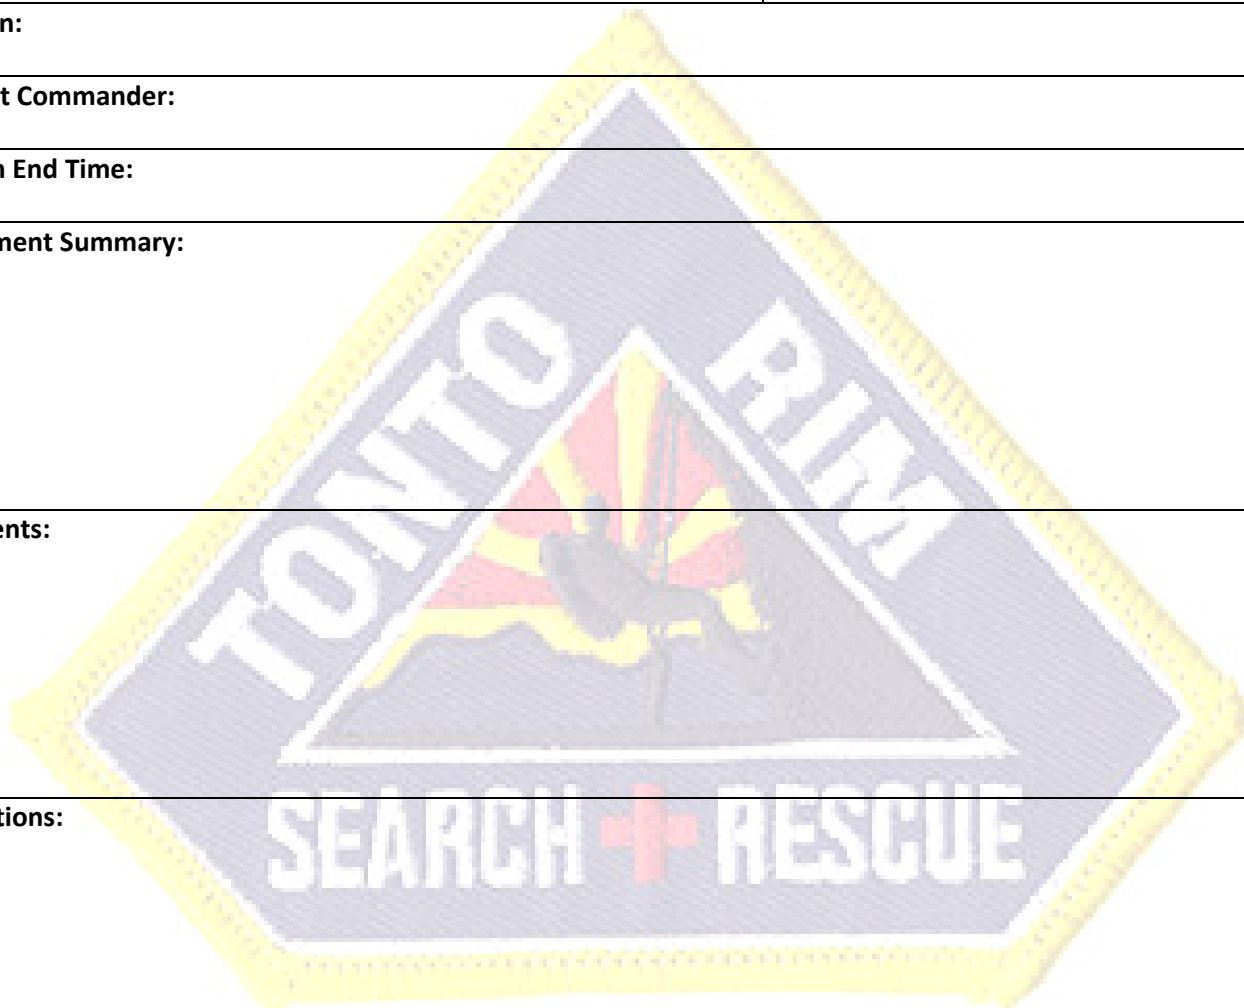 n:
t Commander:
n End Time:
ment Summary:
TONTO RIM
ents:
tions:
SEARCH + RESCUE